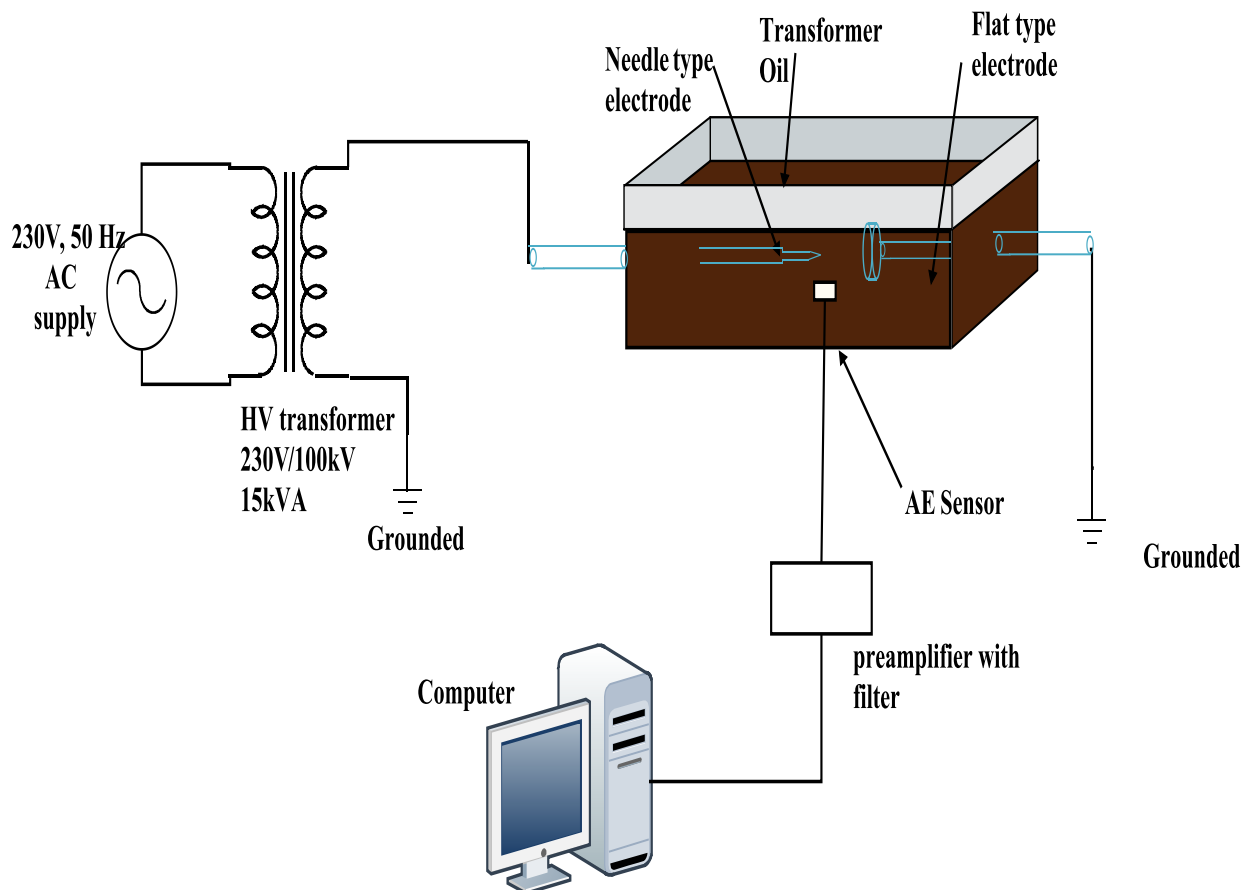 Transformer
Oil
Flat type
electrode
Needle type
electrode
230V, 50 Hz
AC
supply
HV transformer
230V/100kV
15kVA
Grounded
AE Sensor
Grounded
preamplifier with
filter
Computer